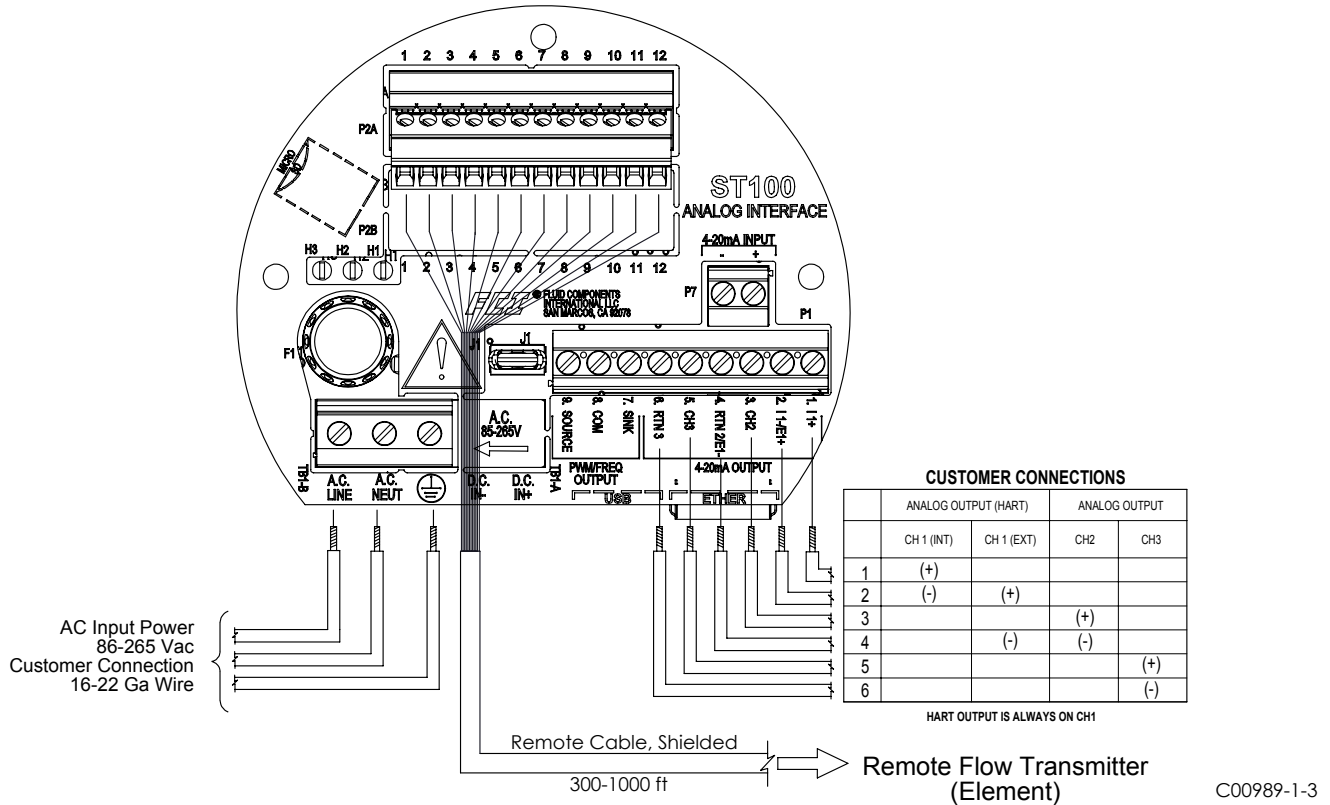 1 2 3 4 5 6 7 8 9 10 11 12
A
P2A
MICRO
B
P2B
ST100
ANALOG INTERFACE
4-20mA INPUT
- +
H3 H2 H1
1 2 3 4 5 6 7 8 9 10 11 12
P7
P1
FCI
FLUID COMPONENTS
INTERNATIONAL LLC
SAN MARCOS, CA 92078
F1
!
J1 J1
A.C.
85-265V
9. SOURCE
8. COM
7. SINK
6. RTN 3
5. CH3
4. RTN 2/E1-
3. CH2
2. I1-/E1+
1. I1+
TB1-B
A.C.
LINE
A.C.
NEUT
D.C.
IN-
D.C.
IN+
TB1-A
PWM/FREQ
OUTPUT
4-20mA OUTPUT
USB
ETHER
CUSTOMER CONNECTIONS
ANALOG OUTPUT (HART) ANALOG OUTPUT
CH 1 (INT) CH 1 (EXT) CH2 CH3
1 (+)
2 (-) (+)
3 (+)
4 (-) (-)
5 (+)
6 (-)
HART OUTPUT IS ALWAYS ON CH1
AC Input Power
86-265 Vac
Customer Connection
16-22 Ga Wire
Remote Cable, Shielded
300-1000 ft
Remote Flow Transmitter
(Element)
C00989-1-3